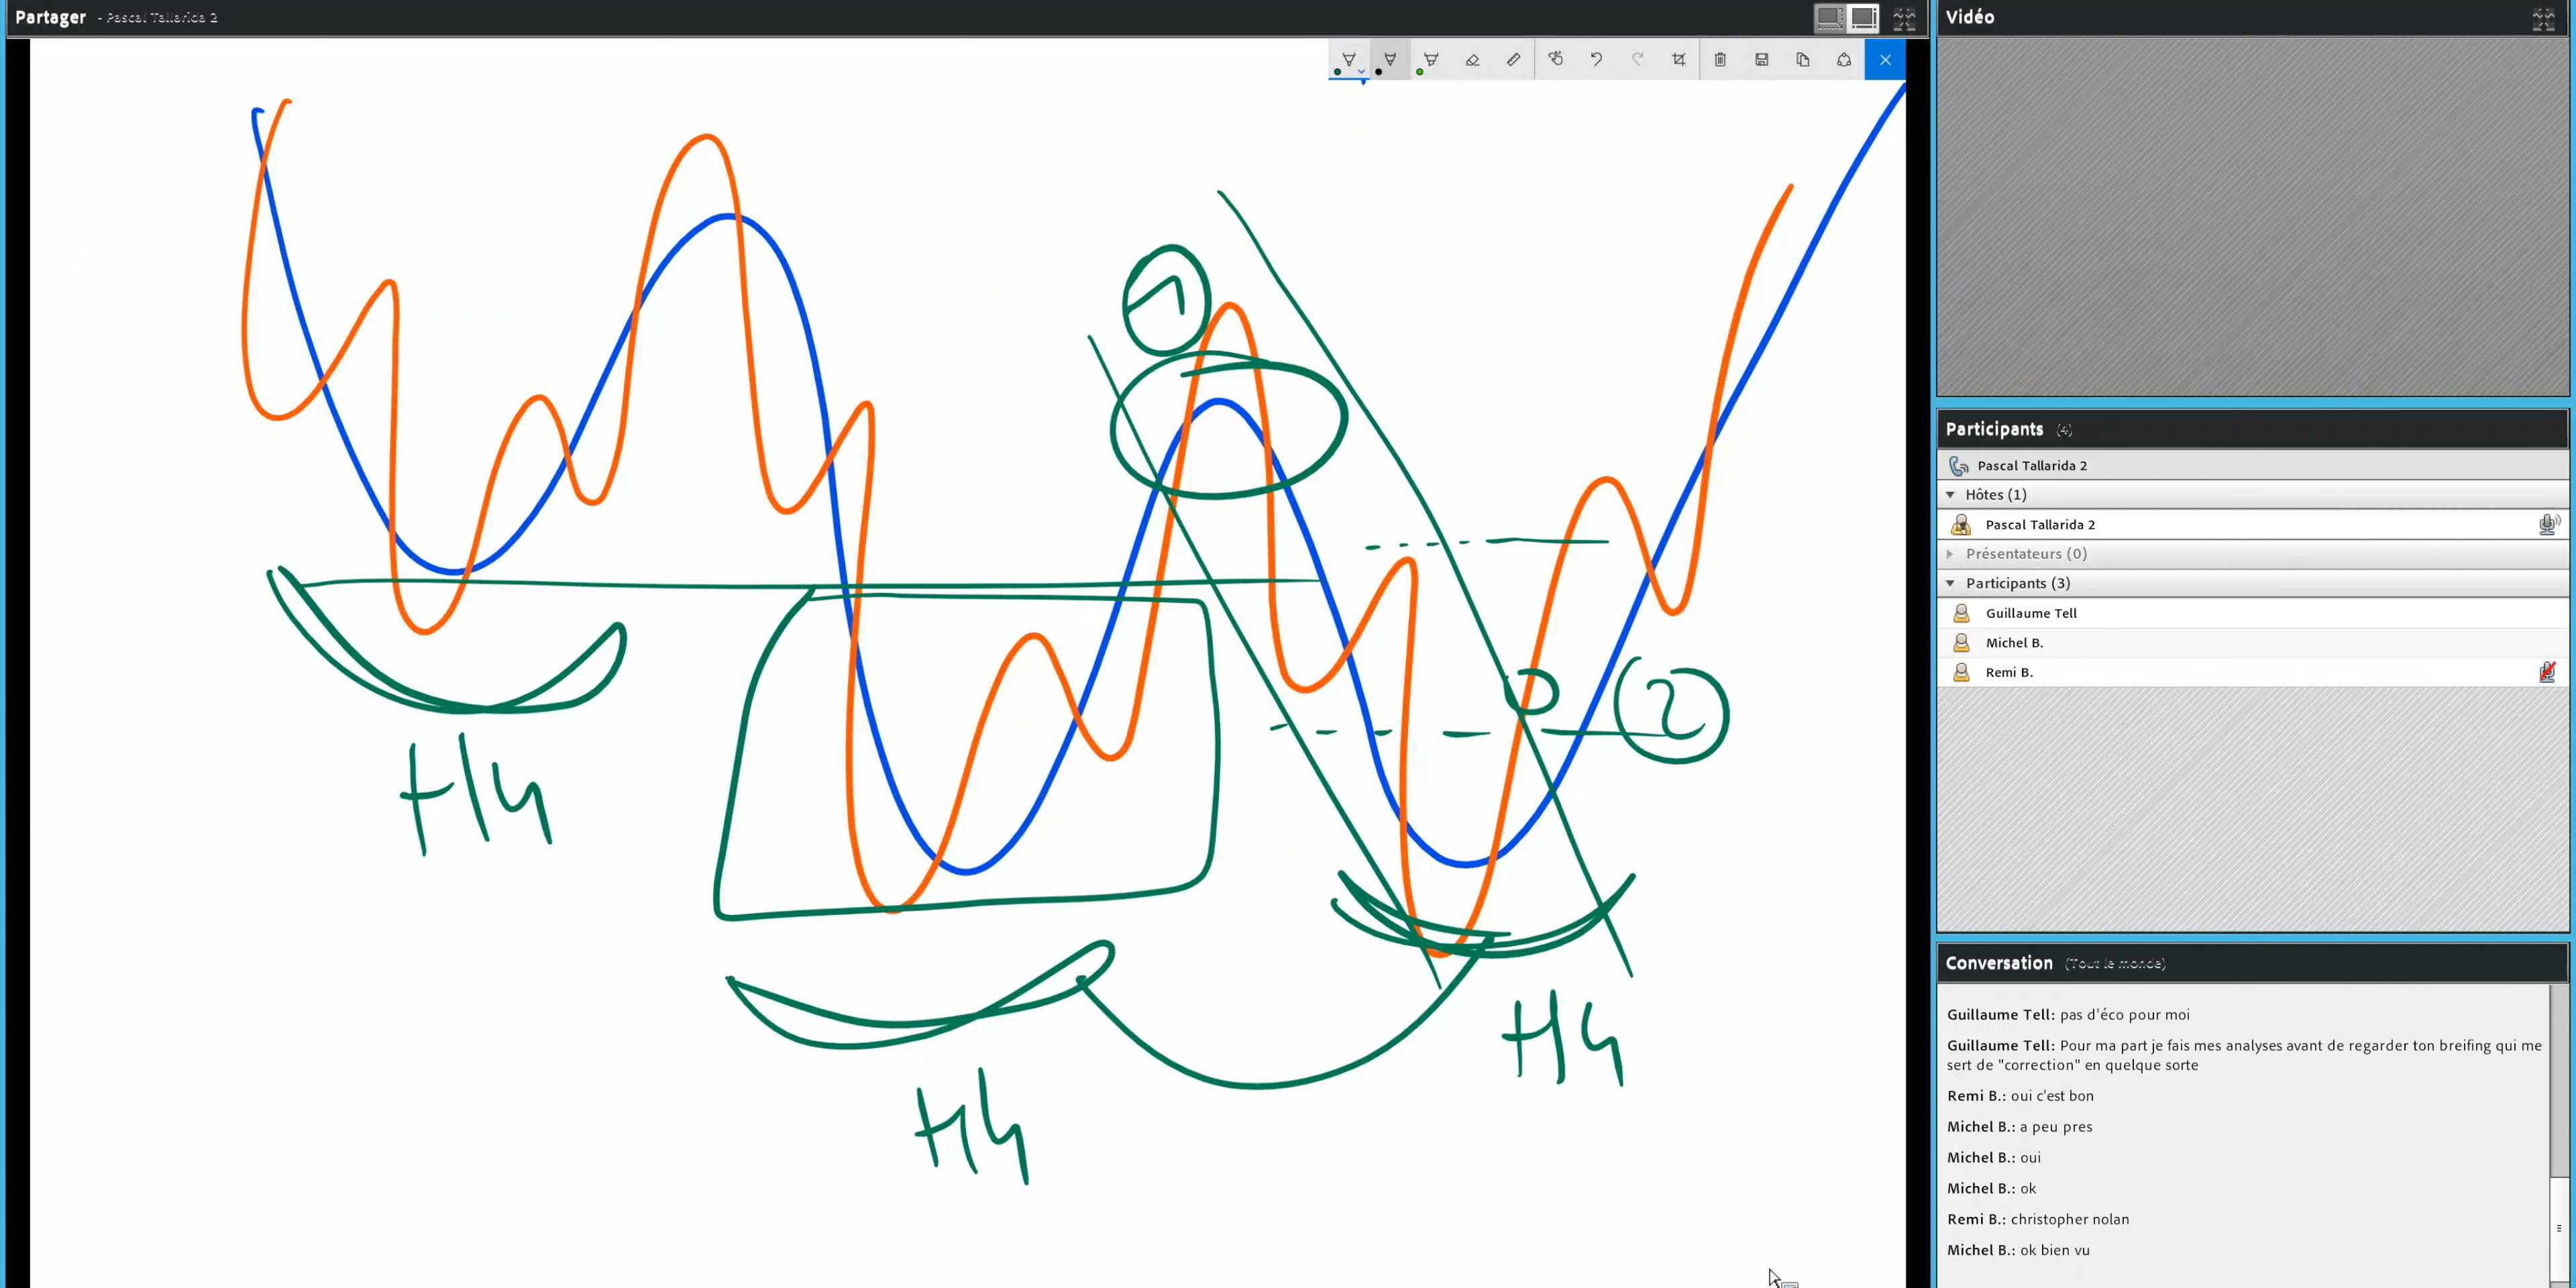 Partager - Pascal Tallarida 2
1
2
H4
H4
H4
Vidéo
Participants (4)
Pascal Tallarida 2
Hôtes (1)
Pascal Tallarida 2
Présentateurs (0)
Participants (3)
Guillaume Tell
Michel B.
Remi B.
Conversation (Tout le monde)
Guillaume Tell: pas d'éco pour moi
Guillaume Tell: Pour ma part je fais mes analyses avant de regarder ton breifing qui me
sert de "correction" en quelque sorte
Remi B.: oui c'est bon
Michel B.: a peu pres
Michel B.: oui
Michel B.: ok
Remi B.: christopher nolan
Michel B.: ok bien vu